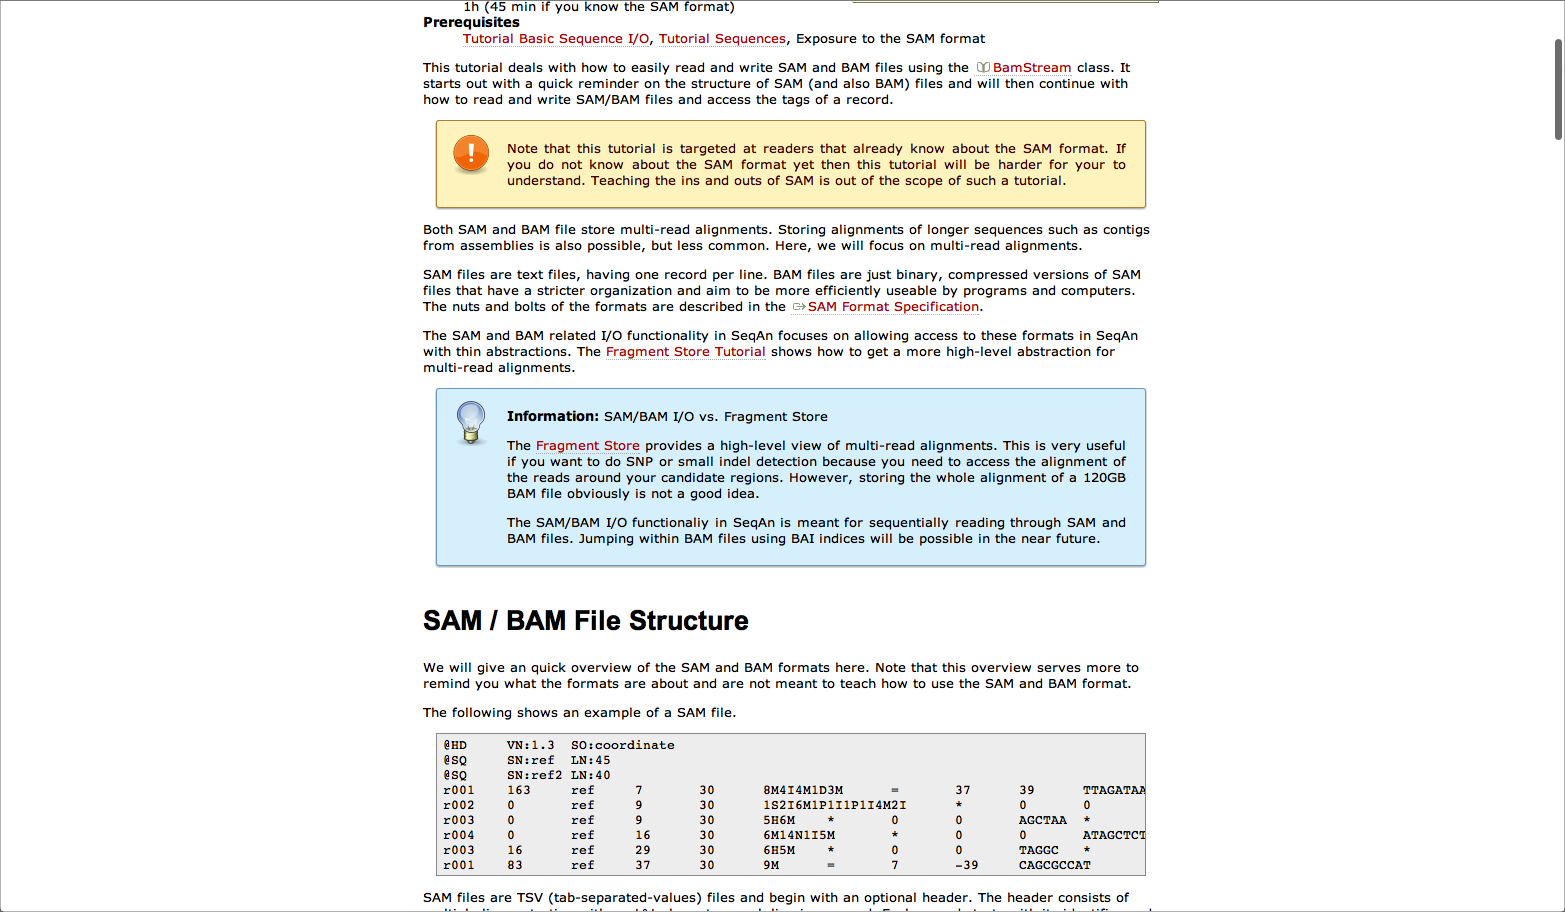 1h (45 min if you know the SAM format)
Prerequisites
Tutorial Basic Sequence I/O, Tutorial Sequences, Exposure to the SAM format
This tutorial deals with how to easily read and write SAM and BAM files using the BamStream class. It
starts out with a quick reminder on the structure of SAM (and also BAM) files and will then continue with
how to read and write SAM/BAM files and access the tags of a record.
Note that this tutorial is targeted at readers that already know about the SAM format. If
you do not know about the SAM format yet then this tutorial will be harder for your to
understand. Teaching the ins and outs of SAM is out of the scope of such a tutorial.
Both SAM and BAM file store multi-read alignments. Storing alignments of longer sequences such as contigs
from assemblies is also possible, but less common. Here, we will focus on multi-read alignments.
SAM files are text files, having one record per line. BAM files are just binary, compressed versions of SAM
files that have a stricter organization and aim to be more efficiently useable by programs and computers.
The nuts and bolts of the formats are described in the SAM Format Specification.
The SAM and BAM related I/O functionality in SeqAn focuses on allowing access to these formats in SeqAn
with thin abstractions. The Fragment Store Tutorial shows how to get a more high-level abstraction for
multi-read alignments.
Information: SAM/BAM I/O vs. Fragment Store
The Fragment Store provides a high-level view of multi-read alignments. This is very useful
if you want to do SNP or small indel detection because you need to access the alignment of
the reads around your candidate regions. However, storing the whole alignment of a 120GB
BAM file obviously is not a good idea.
The SAM/BAM I/O functionaliy in SeqAn is meant for sequentially reading through SAM and
BAM files. Jumping within BAM files using BAI indices will be possible in the near future.
SAM / BAM File Structure
We will give an quick overview of the SAM and BAM formats here. Note that this overview serves more to
remind you what the formats are about and are not meant to teach how to use the SAM and BAM format.
The following shows an example of a SAM file.
@HD VN:1.3 SO:coordinate
@SQ SN:ref LN:45
@SQ SN:ref2 LN:40
r001 163 ref 7 30 8M4I4M1D3M = 37 39 TTAGATAA
r002 0 ref 9 30 1S2I6M1P1I1P1I4M2I * 0 0
r003 0 ref 9 30 5H6M * 0 0 AGCTAA *
r004 0 ref 16 30 6M14N1I5M * 0 0 ATAGCTCT
r003 16 ref 29 30 6H5M * 0 0 TAGGC *
r001 83 ref 37 30 9M = 7 -39 CAGCGCCAT
SAM files are TSV (tab-separated-values) files and begin with an optional header. The header consists of